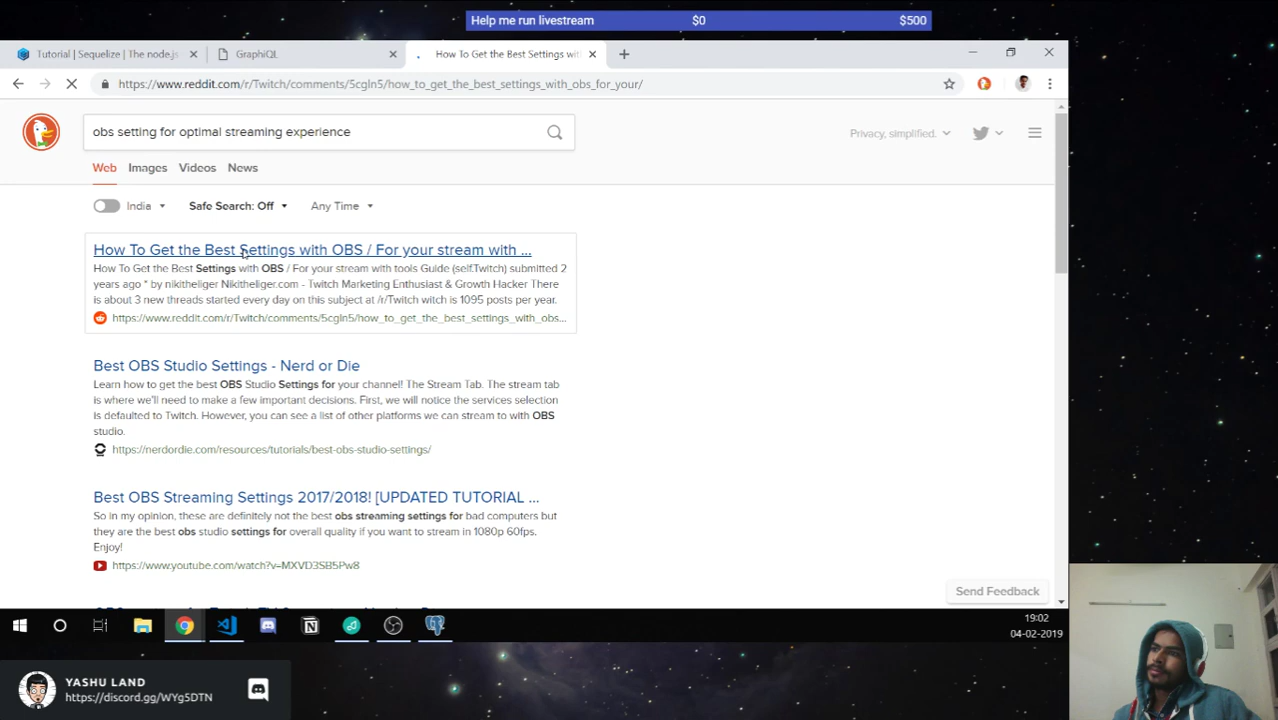 Help me run livestream $0 $500
Tutorial | Sequelize | The node.js
GraphiQL
How To Get the Best Settings wit
https://www.reddit.com/r/Twitch/comments/5cgln5/how_to_get_the_best_settings_with_obs_for_your/
obs setting for optimal streaming experience
Privacy, simplified.
Web Images Videos News
India Safe Search: Off Any Time
How To Get the Best Settings with OBS / For your stream with ...
How To Get the Best Settings with OBS / For your stream with tools Guide (self.Twitch) submitted 2
years ago * by nikitheliger Nikitheliger.com - Twitch Marketing Enthusiast & Growth Hacker There
is about 3 new threads started every day on this subject at /r/Twitch witch is 1095 posts per year.
https://www.reddit.com/r/Twitch/comments/5cgln5/how_to_get_the_best_settings_with_obs...
Best OBS Studio Settings - Nerd or Die
Learn how to get the best OBS Studio Settings for your channel! The Stream Tab. The stream tab
is where we'll need to make a few important decisions. First, we will notice the services selection
is defaulted to Twitch. However, you can see a list of other platforms we can stream to with OBS
studio.
https://nerdordie.com/resources/tutorials/best-obs-studio-settings/
Best OBS Streaming Settings 2017/2018! [UPDATED TUTORIAL ...
So in my opinion, these are definitely not the best obs streaming settings for bad computers but
they are the best obs studio settings for overall quality if you want to stream in 1080p 60fps.
Enjoy!
https://www.youtube.com/watch?v=MXVD3SB5Pw8
Send Feedback
19:02
04-02-2019
YASHU LAND
https://discord.gg/WYg5DTN